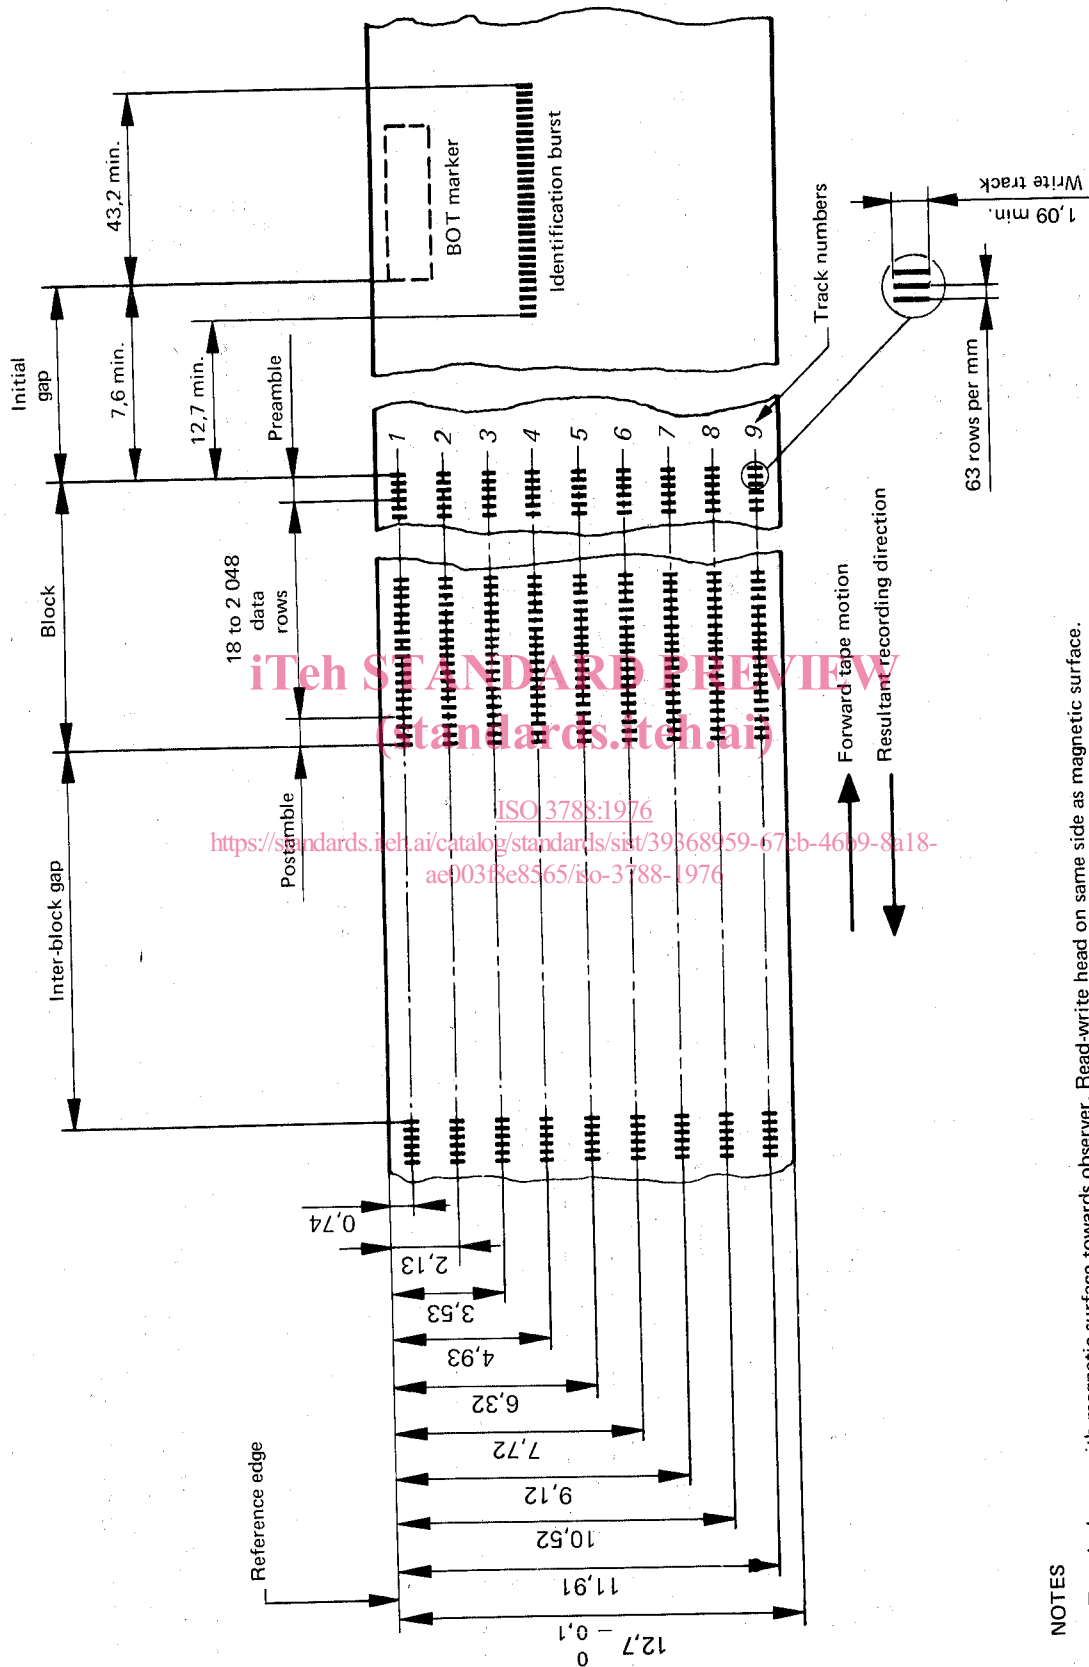 Initial
gap
43,2 min.
7,6 min.
12,7 min.
Preamble
BOT marker
Identification burst
Block
18 to 2 048
data
rows
Inter-block gap
Postamble
1
2
3
4
5
6
7
8
9
Track numbers
Write track
1,09 min.
63 rows per mm
Forward tape motion
Resultant recording direction
iTeh STANDARD PREVIEW
(standards.iteh.ai)
ISO 3788:1976
https://standards.iteh.ai/catalog/standards/sist/39368959-67cb-46b9-8a18-
ae003f8e8565/iso-3788-1976
0,74
2,13
3,53
4,93
6,32
7,72
9,12
10,52
11,91
12,7
0
− 0,1
Reference edge
NOTES
magnetic surface towards observer. Read-write head on same side as magnetic surface.